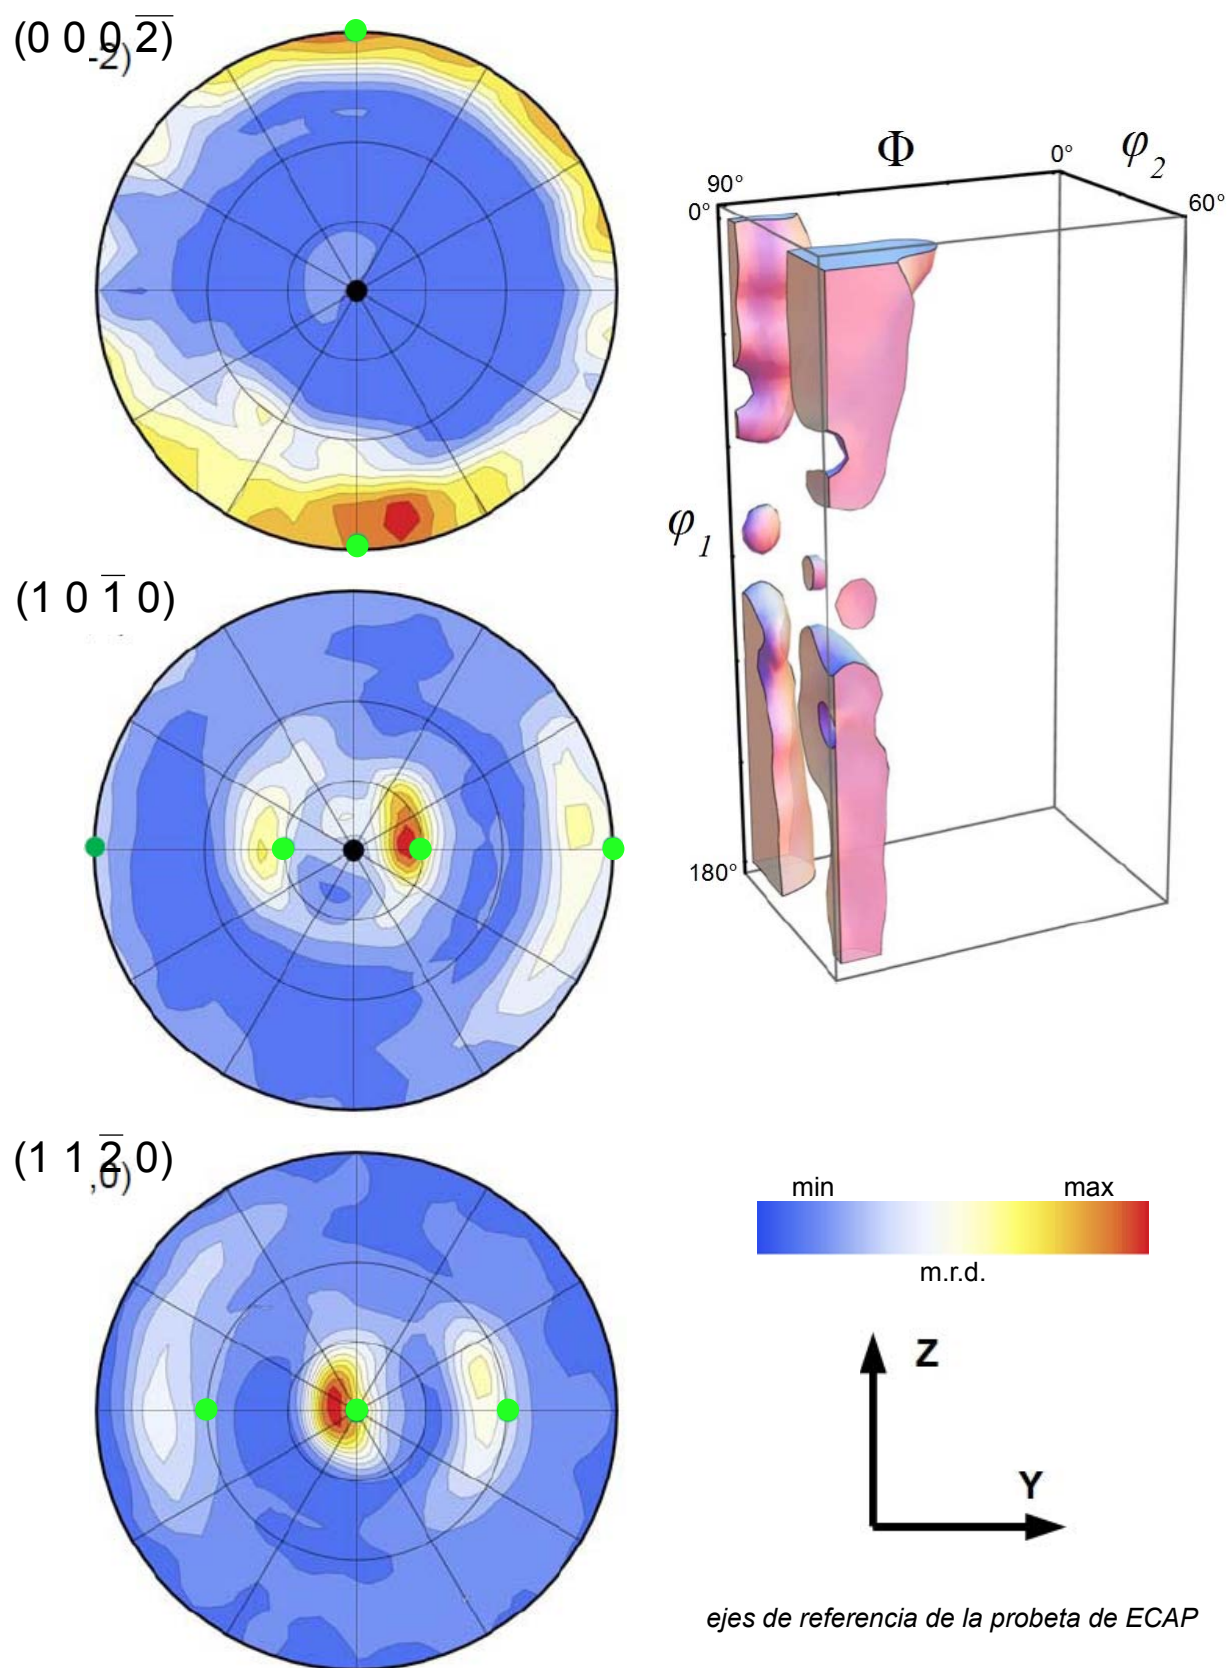 (0 0 0 2̅)
-2)
Φ
φ2
90°
0°
0°
60°
φ1
180°
(1 0 1̅ 0)
(1 1 2̅ 0)
,0)
min max
m.r.d.
Z
Y
ejes de referencia de la probeta de ECAP